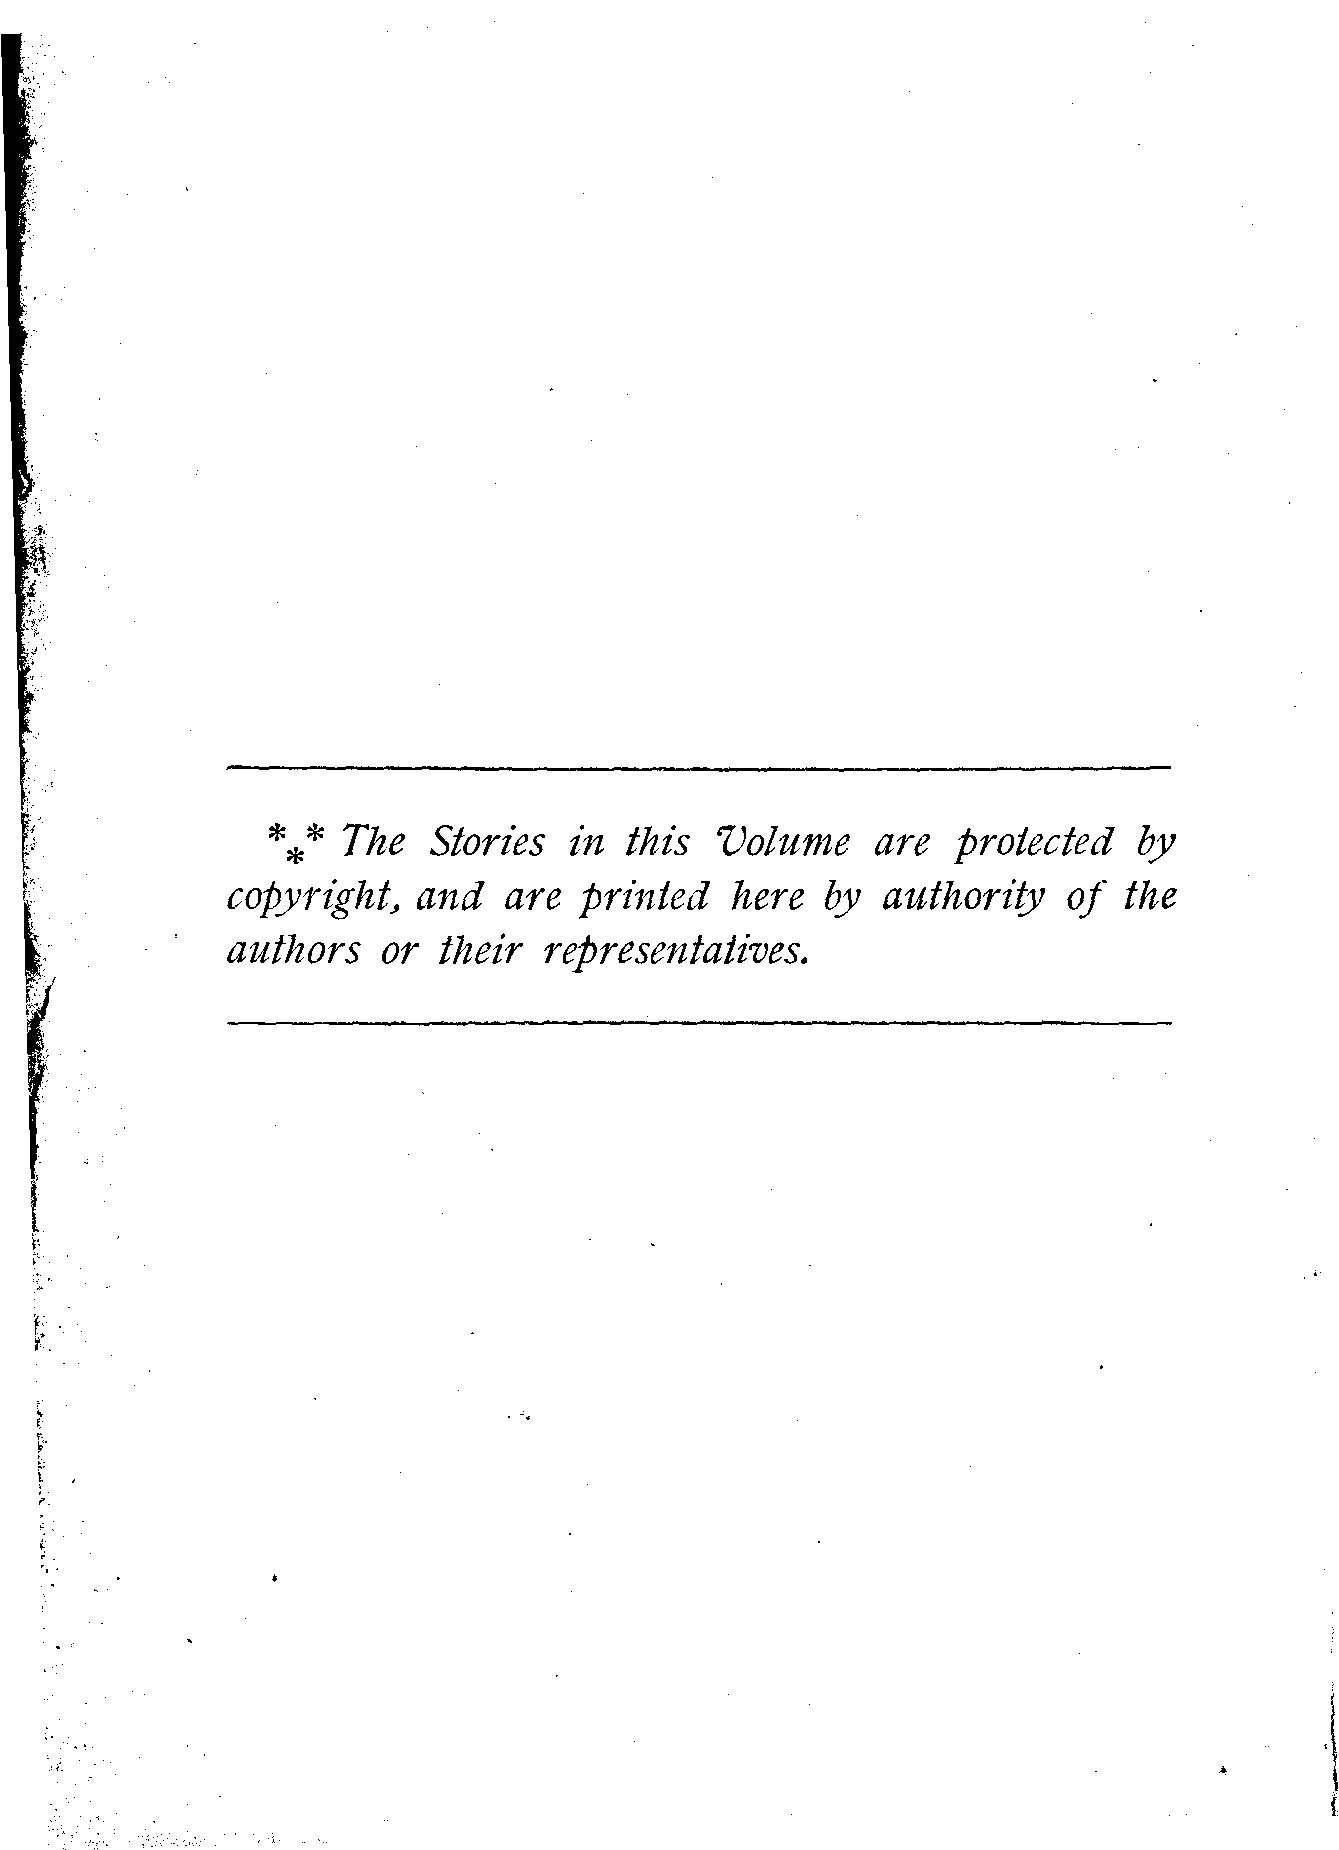 *⁎* The Stories in this Volume are protected by
copyright, and are printed here by authority of the
authors or their representatives.